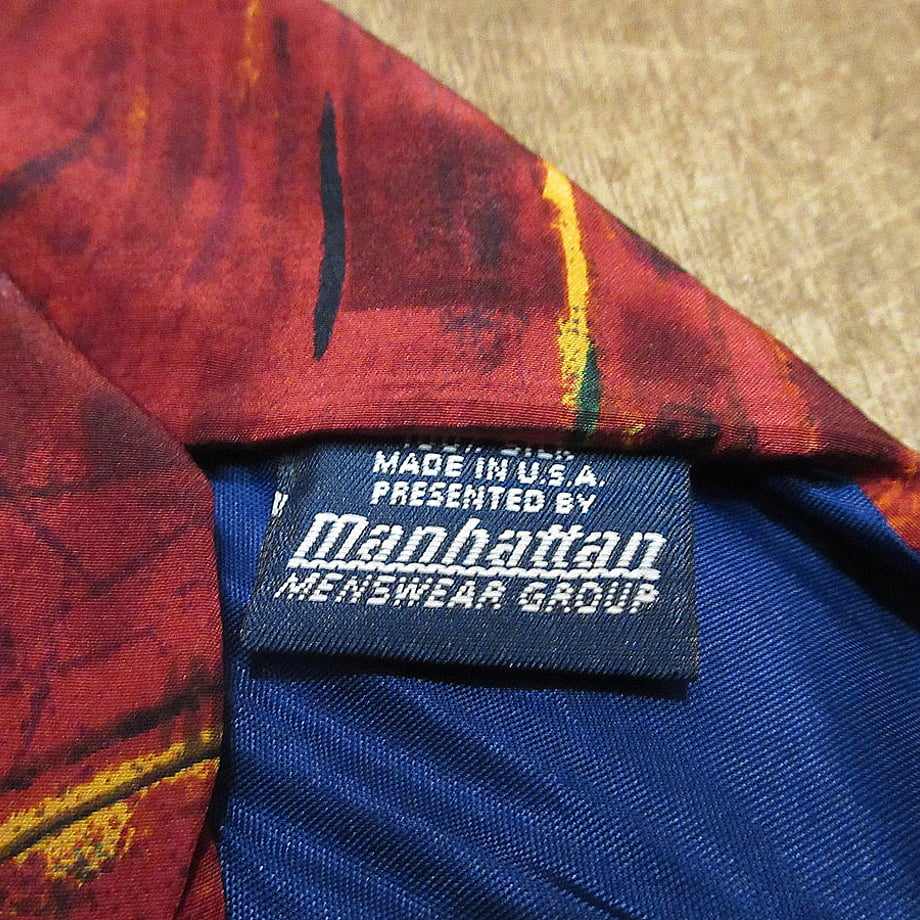 MADE IN U.S.A.
PRESENTED BY
Manhattan
MENSWEAR GROUP